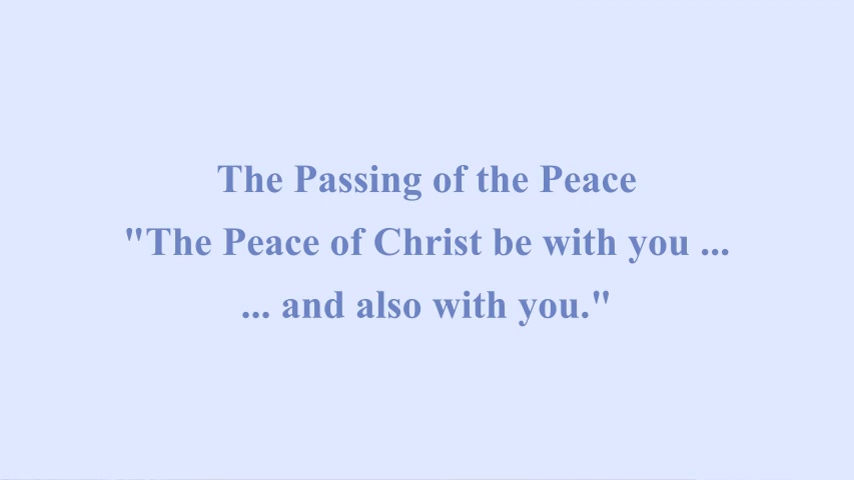 The Passing of the Peace
"The Peace of Christ be with you ...
... and also with you."